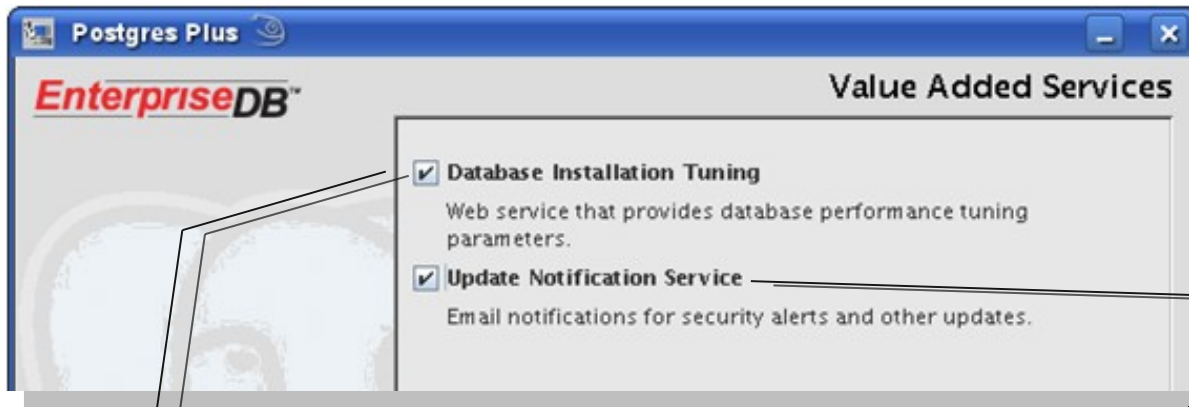 Postgres Plus
EnterpriseDB™
Value Added Services
Database Installation Tuning
Web service that provides database performance tuning
parameters.
Update Notification Service
Email notifications for security alerts and other updates.